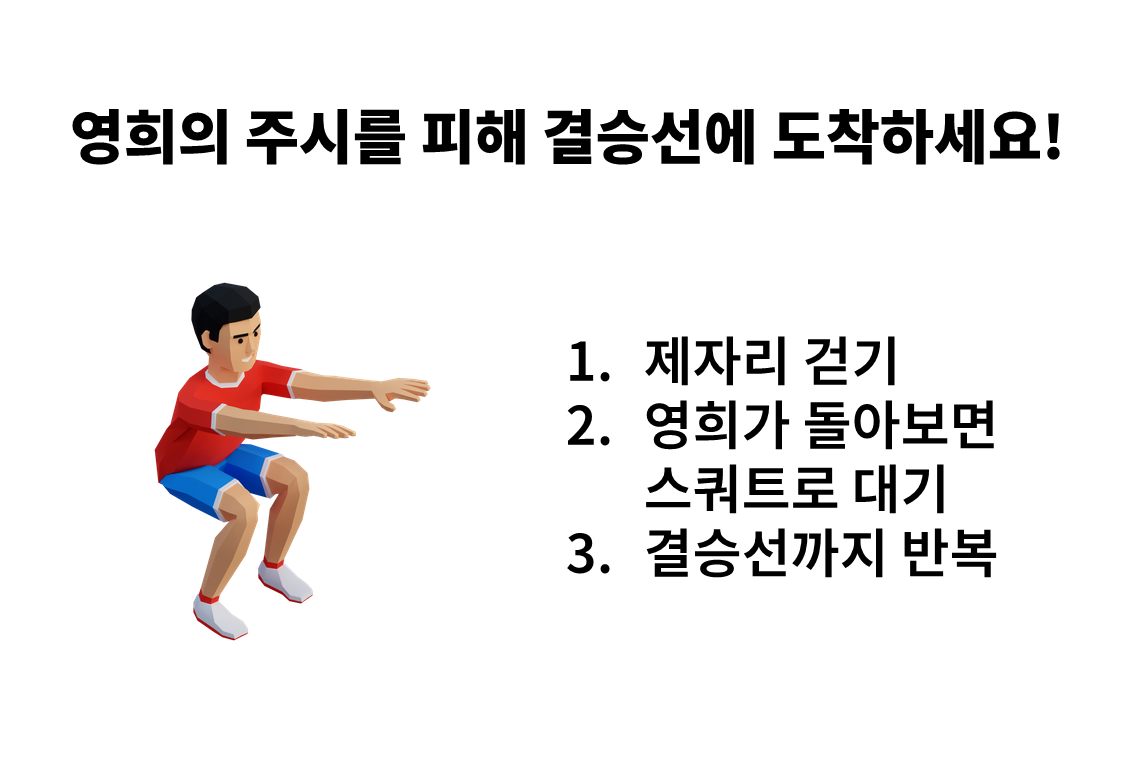 영희의 주시를 피해 결승선에 도착하세요!
1. 제자리 걷기
2. 영희가 돌아보면
스쿼트로 대기
3. 결승선까지 반복